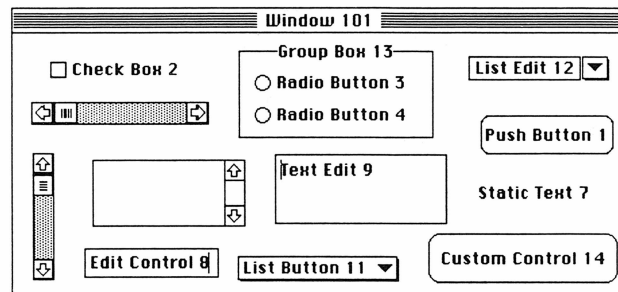 Window 101
Check Box 2
Group Box 13
Radio Button 3
Radio Button 4
List Edit 12
Push Button 1
Text Edit 9
Static Text 7
Edit Control 8
List Button 11
Custom Control 14